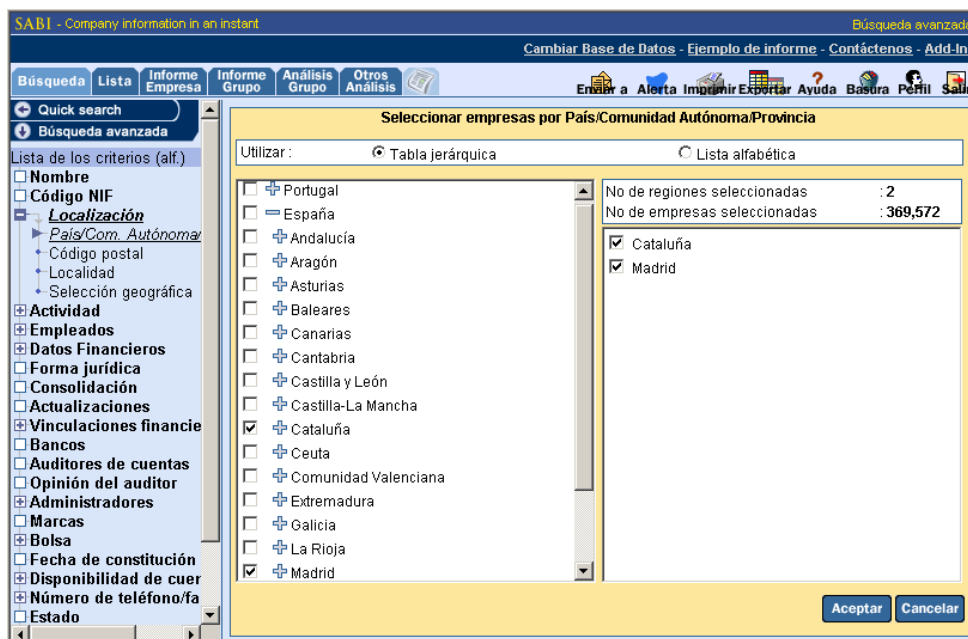 SABI - Company information in an instant
Búsqueda avanzada
Cambiar Base de Datos - Ejemplo de informe - Contáctenos - Add-In
Búsqueda
Lista
Informe Empresa
Informe Grupo
Análisis Grupo
Otros Análisis
Enviar a
Alerta
Imprimir
Exportar
Ayuda
Basura
Perfil
Salir
Quick search
Búsqueda avanzada
Lista de los criterios (alf.)
Nombre
Código NIF
Localización
País/Com. Autónoma/
Código postal
Localidad
Selección geográfica
Actividad
Empleados
Datos Financieros
Forma jurídica
Consolidación
Actualizaciones
Vinculaciones financie
Bancos
Auditores de cuentas
Opinión del auditor
Administradores
Marcas
Bolsa
Fecha de constitución
Disponibilidad de cuer
Número de teléfono/fa
Estado
Seleccionar empresas por País/Comunidad Autónoma/Provincia
Utilizar :
Tabla jerárquica
Lista alfabética
Portugal
España
Andalucía
Aragón
Asturias
Baleares
Canarias
Cantabria
Castilla y León
Castilla-La Mancha
Cataluña
Ceuta
Comunidad Valenciana
Extremadura
Galicia
La Rioja
Madrid
No de regiones seleccionadas : 2
No de empresas seleccionadas : 369,572
Cataluña
Madrid
Aceptar
Cancelar